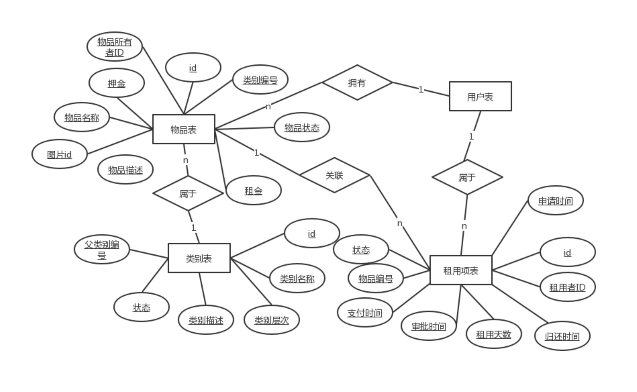 物品所有
者ID
id
押金
类别编号
拥有
1
用户表
n
物品名称
物品表
物品状态
1
图片id
1
n
物品描述
关联
属于
属于
租金
申请时间
n
n
1
id
父类别编
号
状态
id
类别表
租用项表
类别名称
物品编号
租用者ID
状态
支付时间
类别描述
类别层次
审批时间
租用天数
归还时间